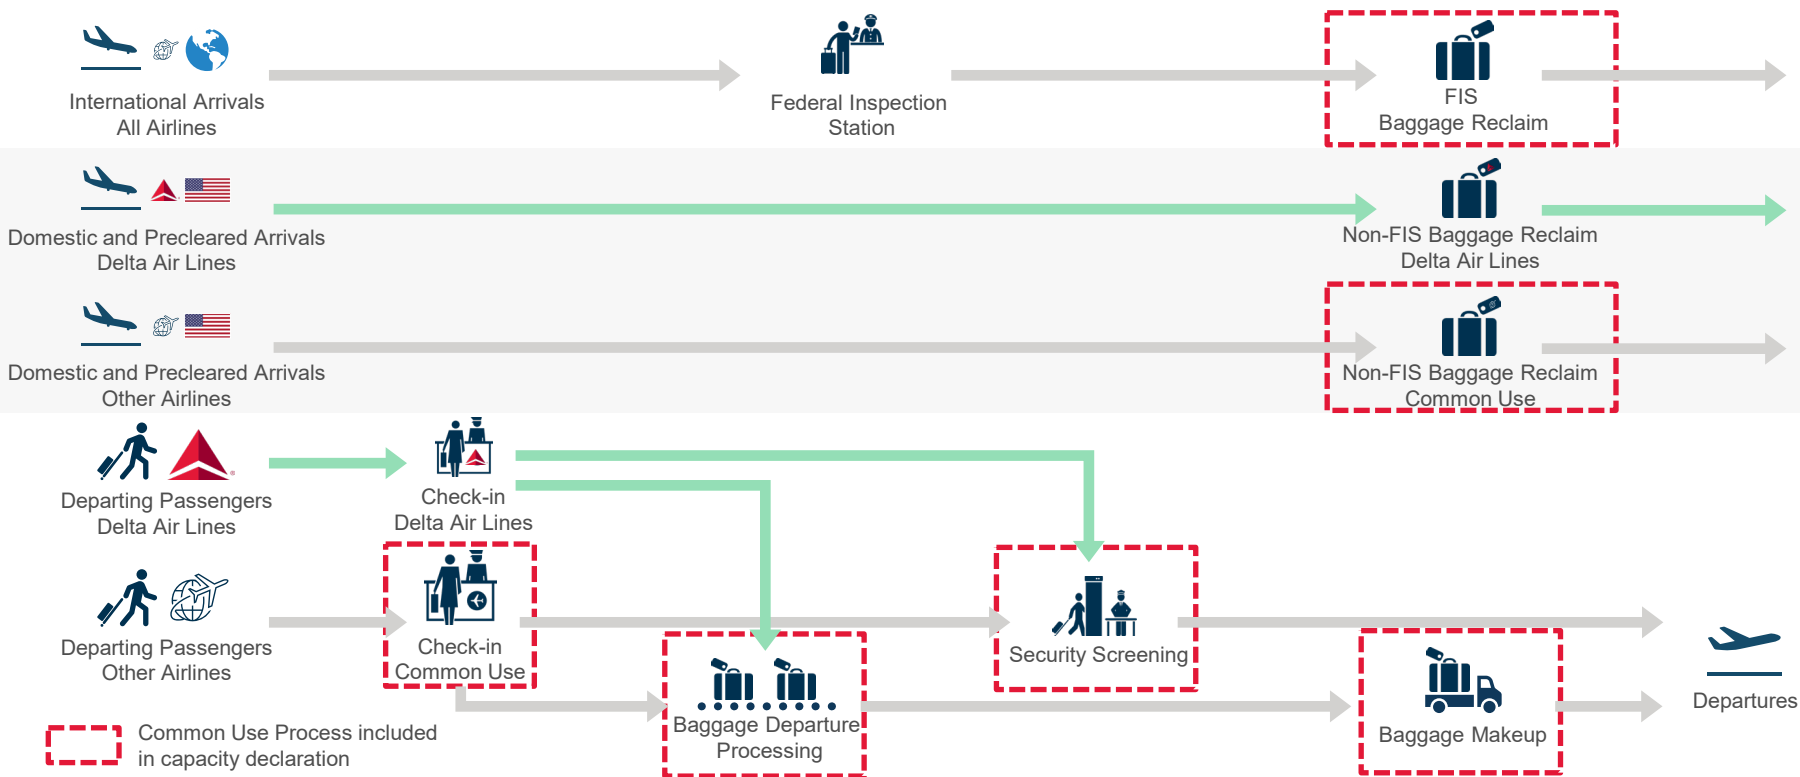 International Arrivals
All Airlines
Federal Inspection
Station
FIS
Baggage Reclaim
Domestic and Precleared Arrivals
Delta Air Lines
Non-FIS Baggage Reclaim
Delta Air Lines
Domestic and Precleared Arrivals
Other Airlines
Non-FIS Baggage Reclaim
Common Use
Departing Passengers
Delta Air Lines
Check-in
Delta Air Lines
Departing Passengers
Other Airlines
Check-in
Common Use
Security Screening
Baggage Departure
Processing
Baggage Makeup
Departures
Common Use Process included
in capacity declaration